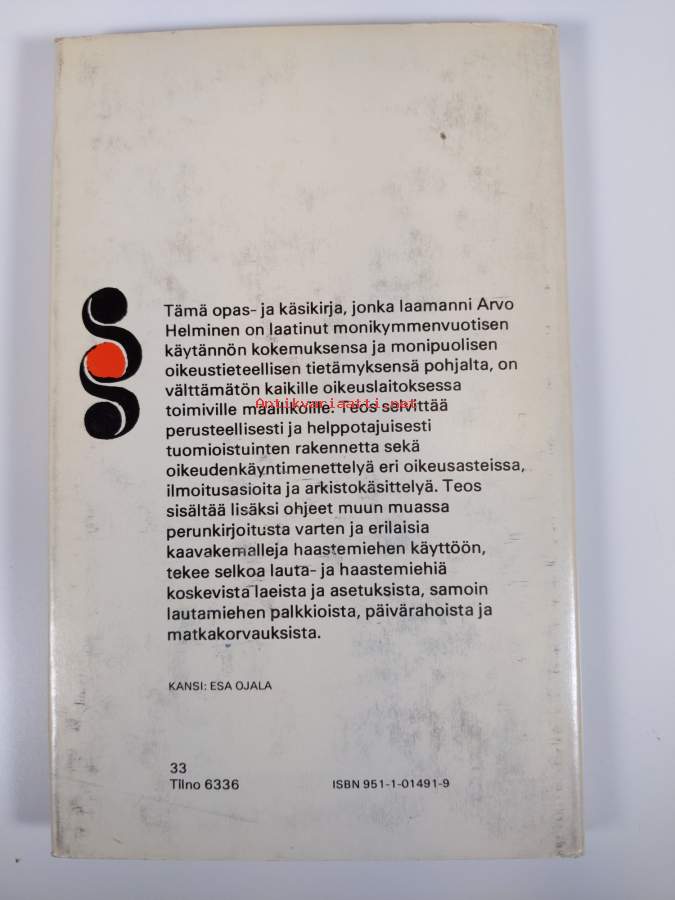 Tämä opas- ja käsikirja, jonka laamanni Arvo
Helminen on laatinut monikymmenvuotisen
käytännön kokemuksensa ja monipuolisen
oikeustieteellisen tietämyksensä pohjalta, on
välttämätön kaikille oikeuslaitoksessa
toimiville maallikoille. Teos selvittää
Antikvariaatti.net
perusteellisesti ja helppotajuisesti
tuomioistuinten rakennetta sekä
oikeudenkäyntimenettelyä eri oikeusasteissa,
ilmoitusasioita ja arkistokäsittelyä. Teos
sisältää lisäksi ohjeet muun muassa
perunkirjoitusta varten ja erilaisia
kaavakemalleja haastemiehen käyttöön,
tekee selkoa lauta- ja haastemiehiä
koskevista laeista ja asetuksista, samoin
lautamiehen palkkioista, päivärahoista ja
matkakorvauksista.
KANSI: ESA OJALA
33
Tilno 6336
ISBN 951-1-01491-9